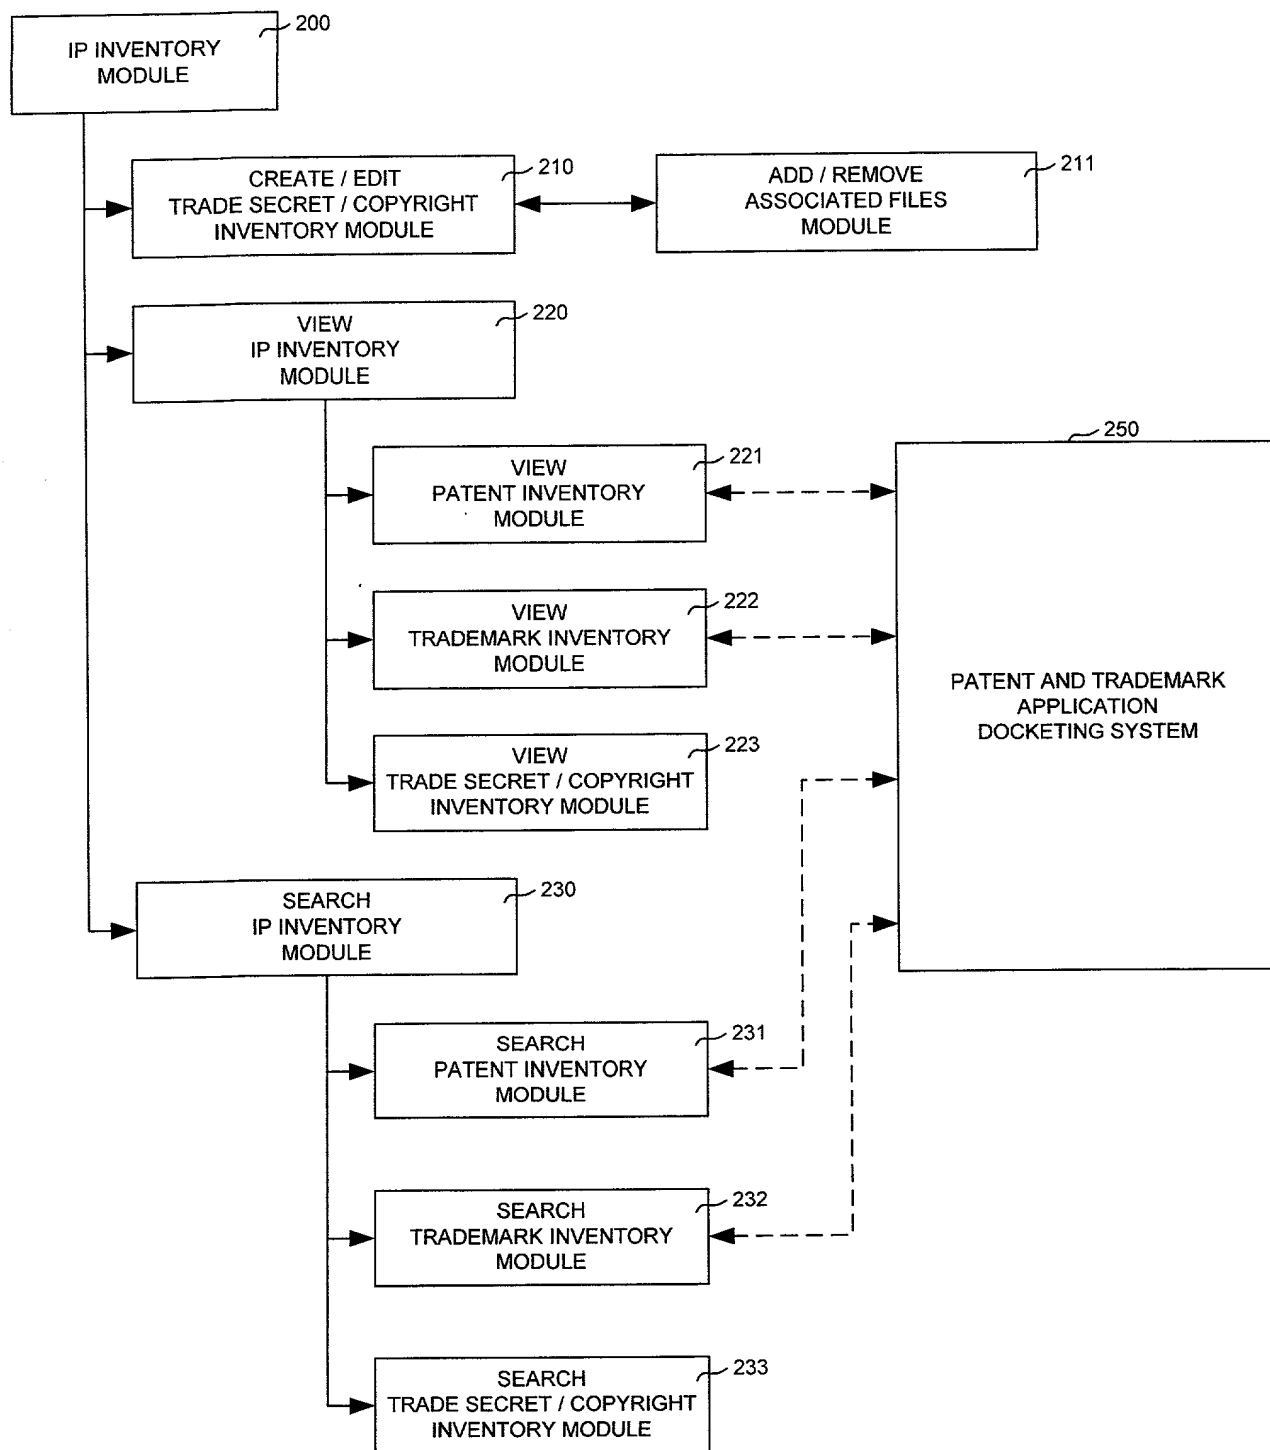 200
IP INVENTORY
MODULE
210
CREATE / EDIT
TRADE SECRET / COPYRIGHT
INVENTORY MODULE
211
ADD / REMOVE
ASSOCIATED FILES
MODULE
220
VIEW
IP INVENTORY
MODULE
221
VIEW
PATENT INVENTORY
MODULE
250
PATENT AND TRADEMARK
APPLICATION
DOCKETING SYSTEM
222
VIEW
TRADEMARK INVENTORY
MODULE
223
VIEW
TRADE SECRET / COPYRIGHT
INVENTORY MODULE
230
SEARCH
IP INVENTORY
MODULE
231
SEARCH
PATENT INVENTORY
MODULE
232
SEARCH
TRADEMARK INVENTORY
MODULE
233
SEARCH
TRADE SECRET / COPYRIGHT
INVENTORY MODULE